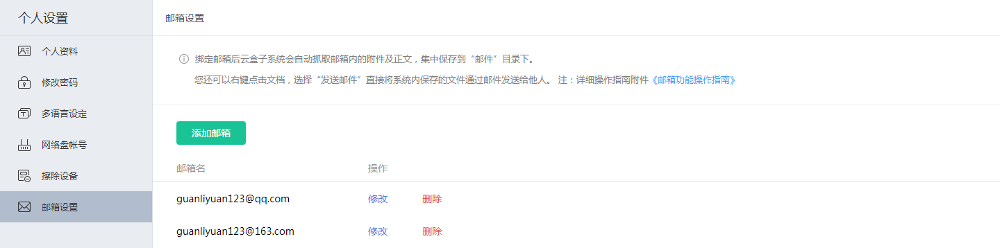 个人设置
个人资料
修改密码
多语言设定
网络盘帐号
擦除设备
邮箱设置
邮箱设置
绑定邮箱后云盒子系统会自动抓取邮箱内的附件及正文，集中保存到“邮件”目录下。
您还可以右键点击文档，选择“发送邮件”直接将系统内保存的文件通过邮件发送给他人。 注：详细操作指南附件《邮箱功能操作指南》
添加邮箱
邮箱名 操作
guanliyuan123@qq.com 修改 删除
guanliyuan123@163.com 修改 删除